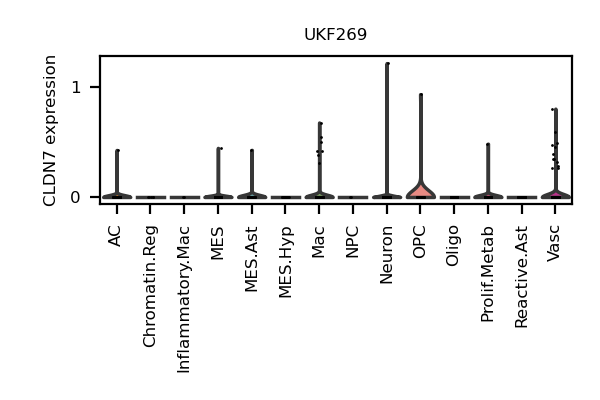 UKF269
CLDN7 expression
1
0
AC
Chromatin.Reg
Inflammatory.Mac
MES
MES.Ast
MES.Hyp
Mac
NPC
Neuron
OPC
Oligo
Prolif.Metab
Reactive.Ast
Vasc